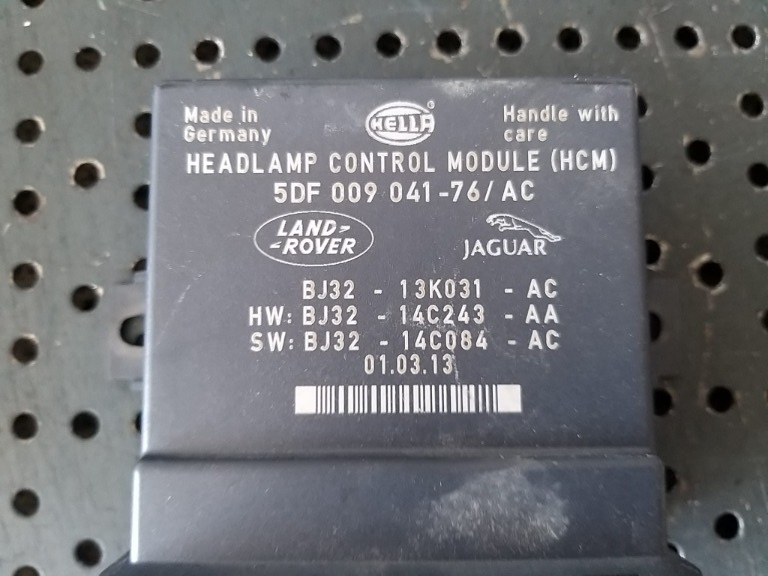 Made in
Germany
HELLA
®
Handle with
care
HEADLAMP CONTROL MODULE (HCM)
5DF 009 041-76/ AC
LAND-
-ROVER
JAGUAR
BJ32 - 13K031 - AC
HW: BJ32 - 14C243 - AA
SW: BJ32 - 14C084 - AC
01.03.13